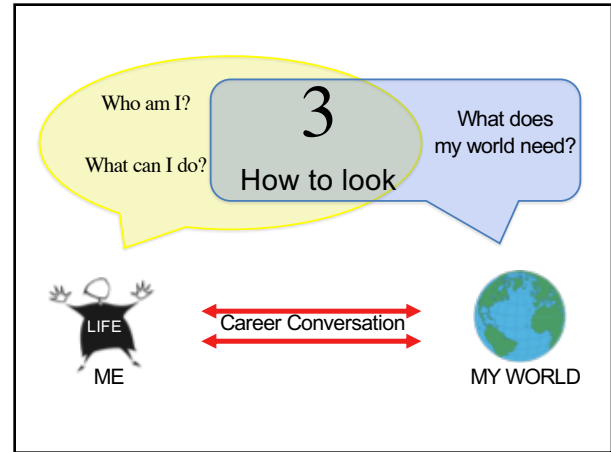 Who am I?
What can I do?
3
How to look
What does
my world need?
LIFE
Career Conversation
ME
MY WORLD